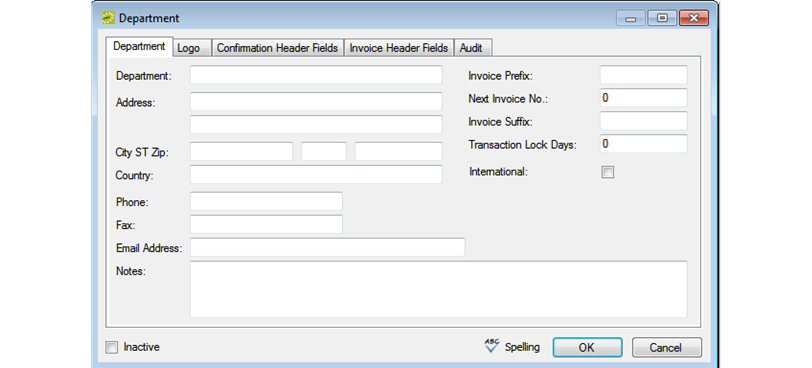 Department
Department Logo Confirmation Header Fields Invoice Header Fields Audit
Department:
Address:
City ST Zip:
Country:
Phone:
Fax:
Email Address:
Notes:
Invoice Prefix:
Next Invoice No.: 0
Invoice Suffix:
Transaction Lock Days: 0
International:
Inactive
ABC Spelling OK Cancel